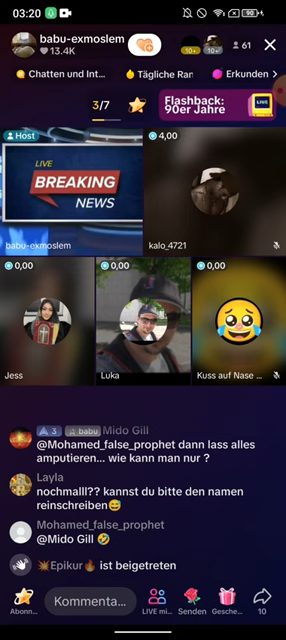 03:20
90
babu-exmoslem
13.4K
10+
10+
61
Chatten und Int...
Tägliche Ran
Erkunden
3/7
Flashback:
90er Jahre
LIVE
Host
4,00
LIVE
BREAKING
NEWS
babu-exmoslem
kalo_4721
0,00
0,00
0,00
Jess
Luka
Kuss auf Nase ...
3
babu
Mido Gill
@Mohamed_false_prophet dann lass alles
amputieren... wie kann man nur ?
Layla
nochmalll?? kannst du bitte den namen
reinschreiben😅
Mohamed_false_prophet
@Mido Gill 🤣
💥Epikur🔥 ist beigetreten
Abonn...
Kommenta...
LIVE mi...
Senden
Gesche...
10